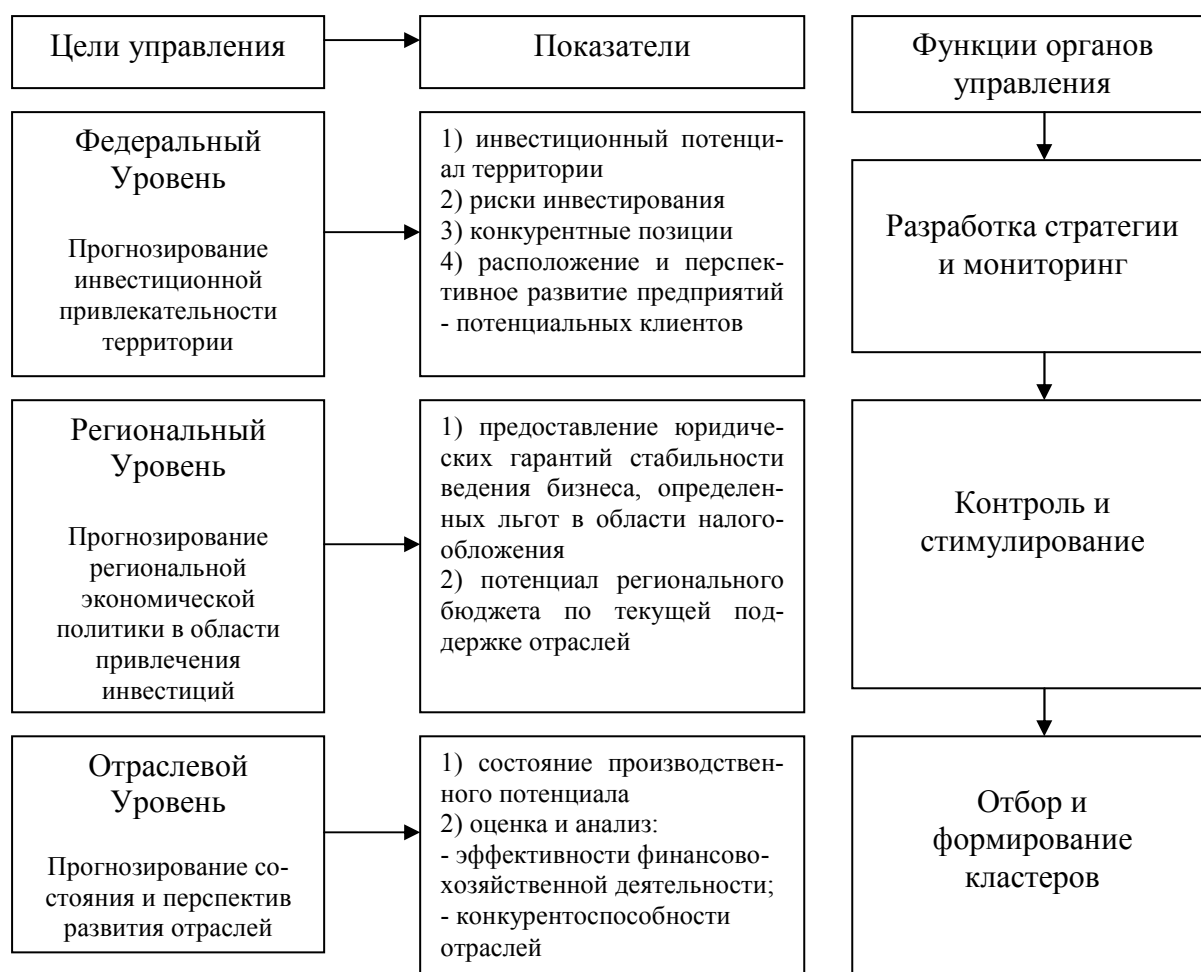 Цели управления
Показатели
Функции органов
управления
Федеральный
Уровень
Прогнозирование
инвестиционной
привлекательности
территории
1) инвестиционный потенци-
ал территории
2) риски инвестирования
3) конкурентные позиции
4) расположение и перспек-
тивное развитие предприятий
- потенциальных клиентов
Разработка стратегии
и мониторинг
Региональный
Уровень
Прогнозирование
региональной
экономической
политики в области
привлечения
инвестиций
1) предоставление юридиче-
ских гарантий стабильности
ведения бизнеса, определен-
ных льгот в области налого-
обложения
2) потенциал регионального
бюджета по текущей под-
держке отраслей
Контроль и
стимулирование
Отраслевой
Уровень
Прогнозирование со-
стояния и перспектив
развития отраслей
1) состояние производствен-
ного потенциала
2) оценка и анализ:
- эффективности финансово-
хозяйственной деятельности;
- конкурентоспособности
отраслей
Отбор и
формирование
кластеров